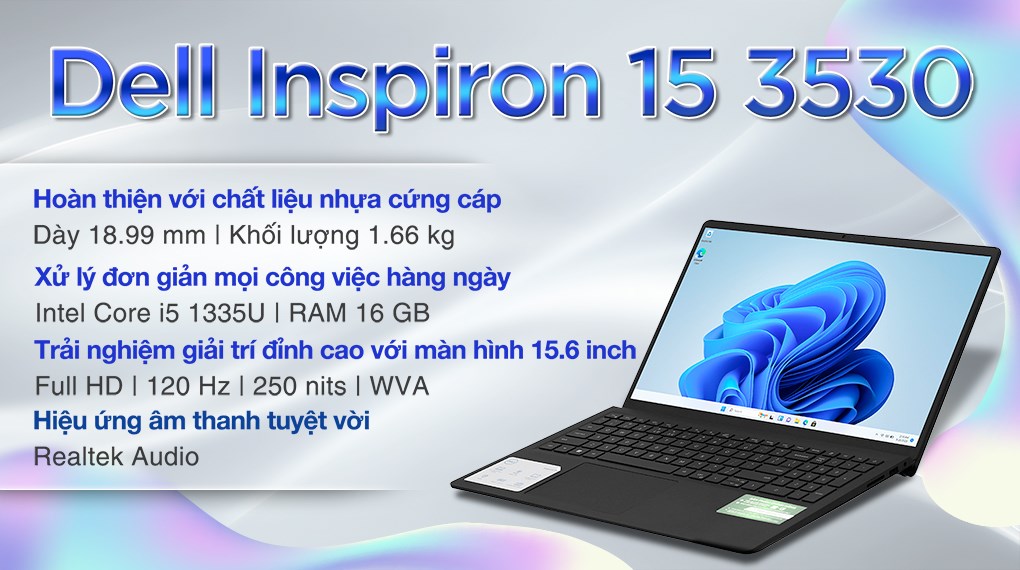 Dell Inspiron 15 3530
Hoàn thiện với chất liệu nhựa cứng cáp
Dày 18.99 mm | Khối lượng 1.66 kg
Xử lý đơn giản mọi công việc hàng ngày
Intel Core i5 1335U | RAM 16 GB
Trải nghiệm giải trí đỉnh cao với màn hình 15.6 inch
Full HD | 120 Hz | 250 nits | WVA
Hiệu ứng âm thanh tuyệt vời
Realtek Audio